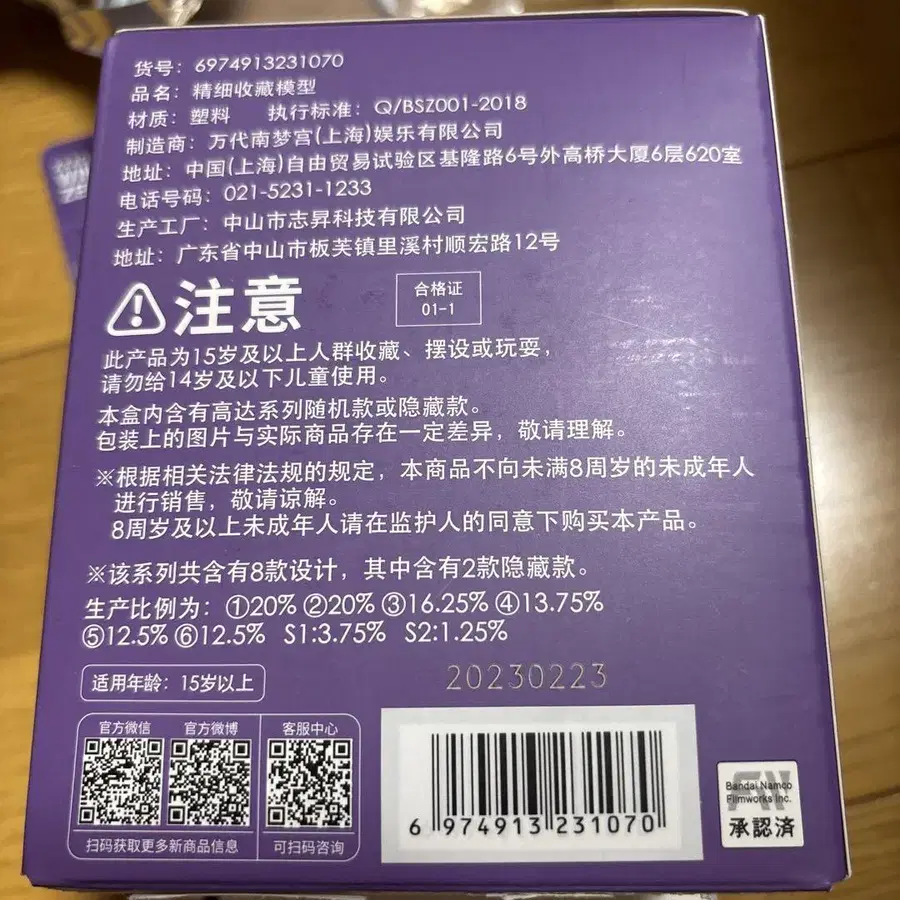 货号：6974913231070
品名：精细收藏模型
材质：塑料 执行标准：Q/BSZ001-2018
制造商：万代南梦宫(上海)娱乐有限公司
地址：中国(上海)自由贸易试验区基隆路6号外高桥大厦6层620室
电话号码：021-5231-1233
生产工厂：中山市志昇科技有限公司
地址：广东省中山市板芙镇里溪村顺宏路12号
注意
合格证
01-1
此产品为15岁及以上人群收藏、摆设或玩耍，
请勿给14岁及以下儿童使用。
本盒内含有高达系列随机款或隐藏款。
包装上的图片与实际商品存在一定差异，敬请理解。
※根据相关法律法规的规定，本商品不向未满8周岁的未成年人
进行销售，敬请谅解。
8周岁及以上未成年人请在监护人的同意下购买本产品。
※该系列共含有8款设计，其中含有2款隐藏款。
生产比例为：①20% ②20% ③16.25% ④13.75%
⑤12.5% ⑥12.5% S1:3.75% S2:1.25%
适用年龄：15岁以上
20230223
官方微信 官方微博 客服中心
扫码获取更多新商品信息 可扫码咨询
6 974913 231070
Bandai Namco
Filmworks Inc.
承認済